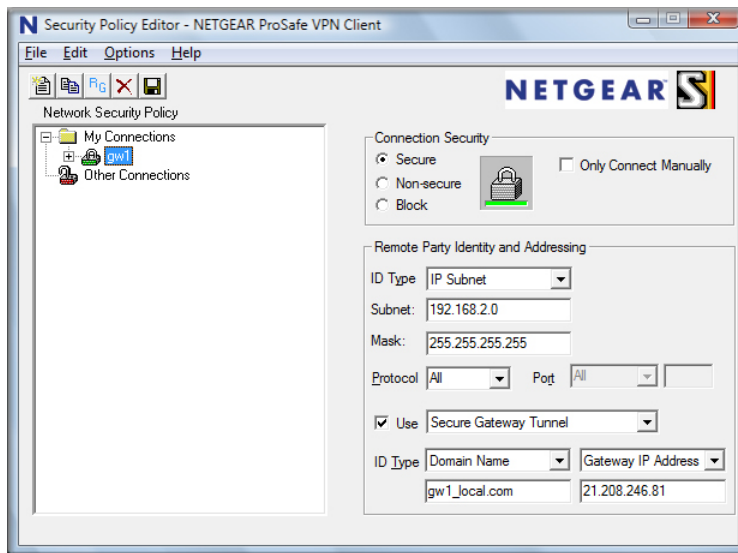 N Security Policy Editor - NETGEAR ProSafe VPN Client
File Edit Options Help
RG
NETGEAR S
Network Security Policy
My Connections
gw1
Other Connections
Connection Security
Secure
Non-secure
Block
Only Connect Manually
Remote Party Identity and Addressing
ID Type IP Subnet
Subnet: 192.168.2.0
Mask: 255.255.255.255
Protocol All Port All
Use Secure Gateway Tunnel
ID Type Domain Name Gateway IP Address
gw1_local.com 21.208.246.81